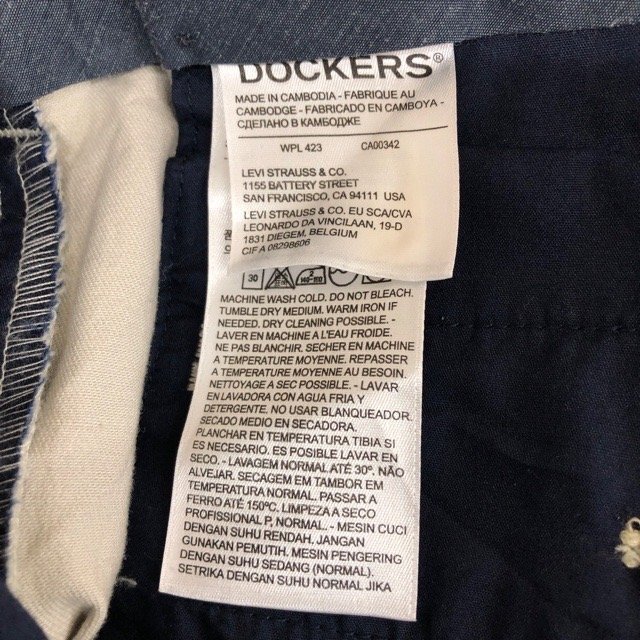 DOCKERS®
MADE IN CAMBODIA - FABRIQUE AU
CAMBODGE - FABRICADO EN CAMBOYA -
СДЕЛАНО В КАМБОДЖЕ
WPL 423 CA00342
LEVI STRAUSS & CO.
1155 BATTERY STREET
SAN FRANCISCO, CA 94111 USA
LEVI STRAUSS & CO. EU SCA/CVA
LEONARDO DA VINCILAAN, 19-D
1831 DIEGEM, BELGIUM
CIF A 08298606
30
MACHINE WASH COLD. DO NOT BLEACH.
TUMBLE DRY MEDIUM. WARM IRON IF
NEEDED. DRY CLEANING POSSIBLE. -
LAVER EN MACHINE A L'EAU FROIDE.
NE PAS BLANCHIR. SECHER EN MACHINE
A TEMPERATURE MOYENNE. REPASSER
A TEMPERATURE MOYENNE AU BESOIN.
NETTOYAGE A SEC POSSIBLE. - LAVAR
EN LAVADORA CON AGUA FRIA Y
DETERGENTE. NO USAR BLANQUEADOR.
SECADO MEDIO EN SECADORA.
PLANCHAR EN TEMPERATURA TIBIA SI
ES NECESARIO. ES POSIBLE LAVAR EN
SECO. - LAVAGEM NORMAL ATÉ 30º. NÃO
ALVEJAR. SECAGEM EM TAMBOR EM
TEMPERATURA NORMAL. PASSAR A
FERRO ATÉ 150ºC. LIMPEZA A SECO
PROFISSIONAL P, NORMAL. - MESIN CUCI
DENGAN SUHU RENDAH. JANGAN
GUNAKAN PEMUTIH. MESIN PENGERING
DENGAN SUHU SEDANG (NORMAL).
SETRIKA DENGAN SUHU NORMAL JIKA